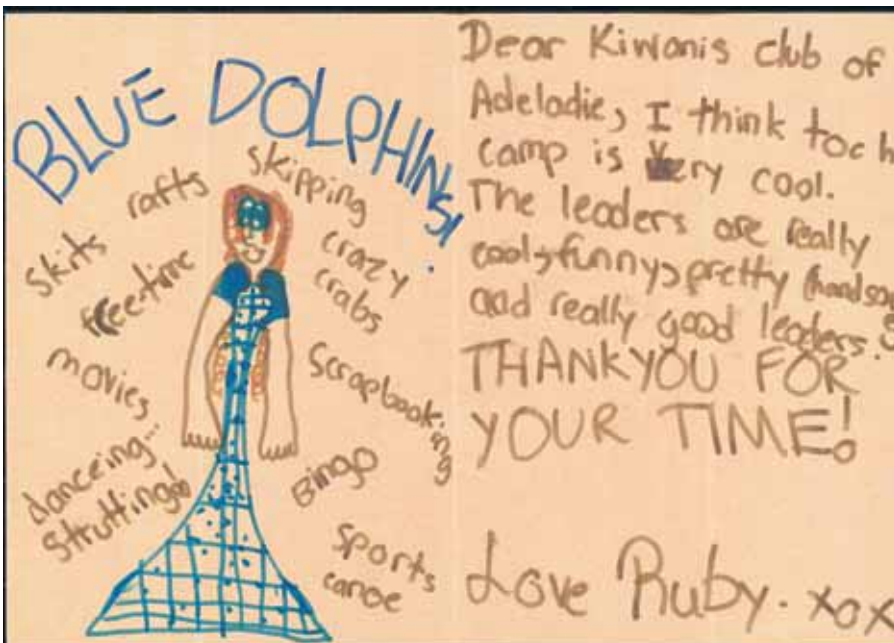 BLUE DOLPHINS!
skipping
rafts
skits
crazy
crabs
free-time
movies
Scrapbooking
danceing...
Strutting!
Bingo
Sports
canoe
Dear Kiwanis club of
Adeladie, I think toc h
camp is very cool.
The leaders are really
cool, funny, pretty
and really good leaders.
THANKYOU FOR
YOUR TIME!
Love Ruby. xox